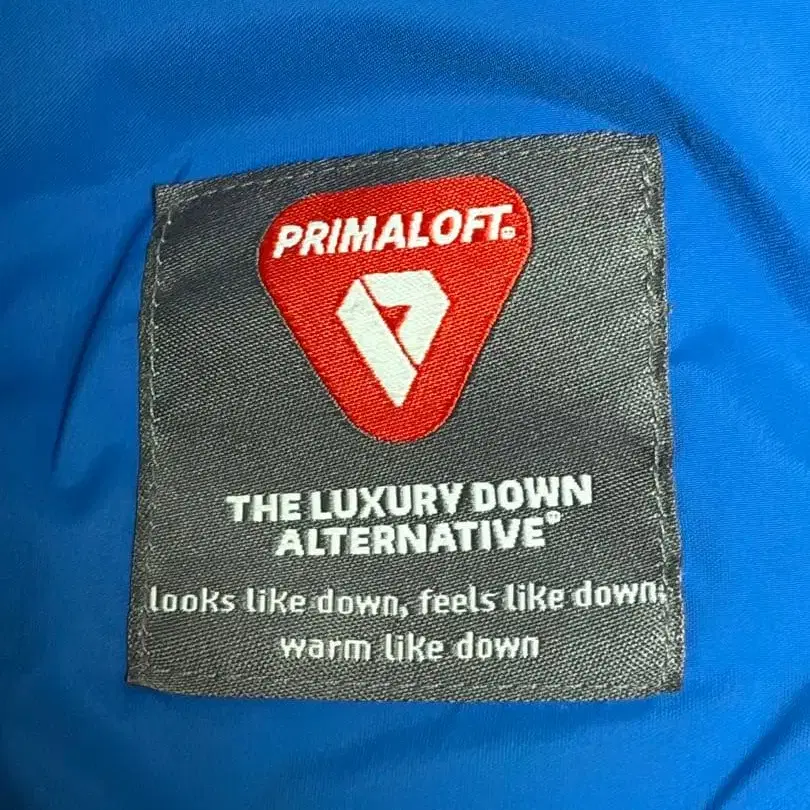 PRIMALOFT®
THE LUXURY DOWN
ALTERNATIVE®
looks like down, feels like down,
warm like down